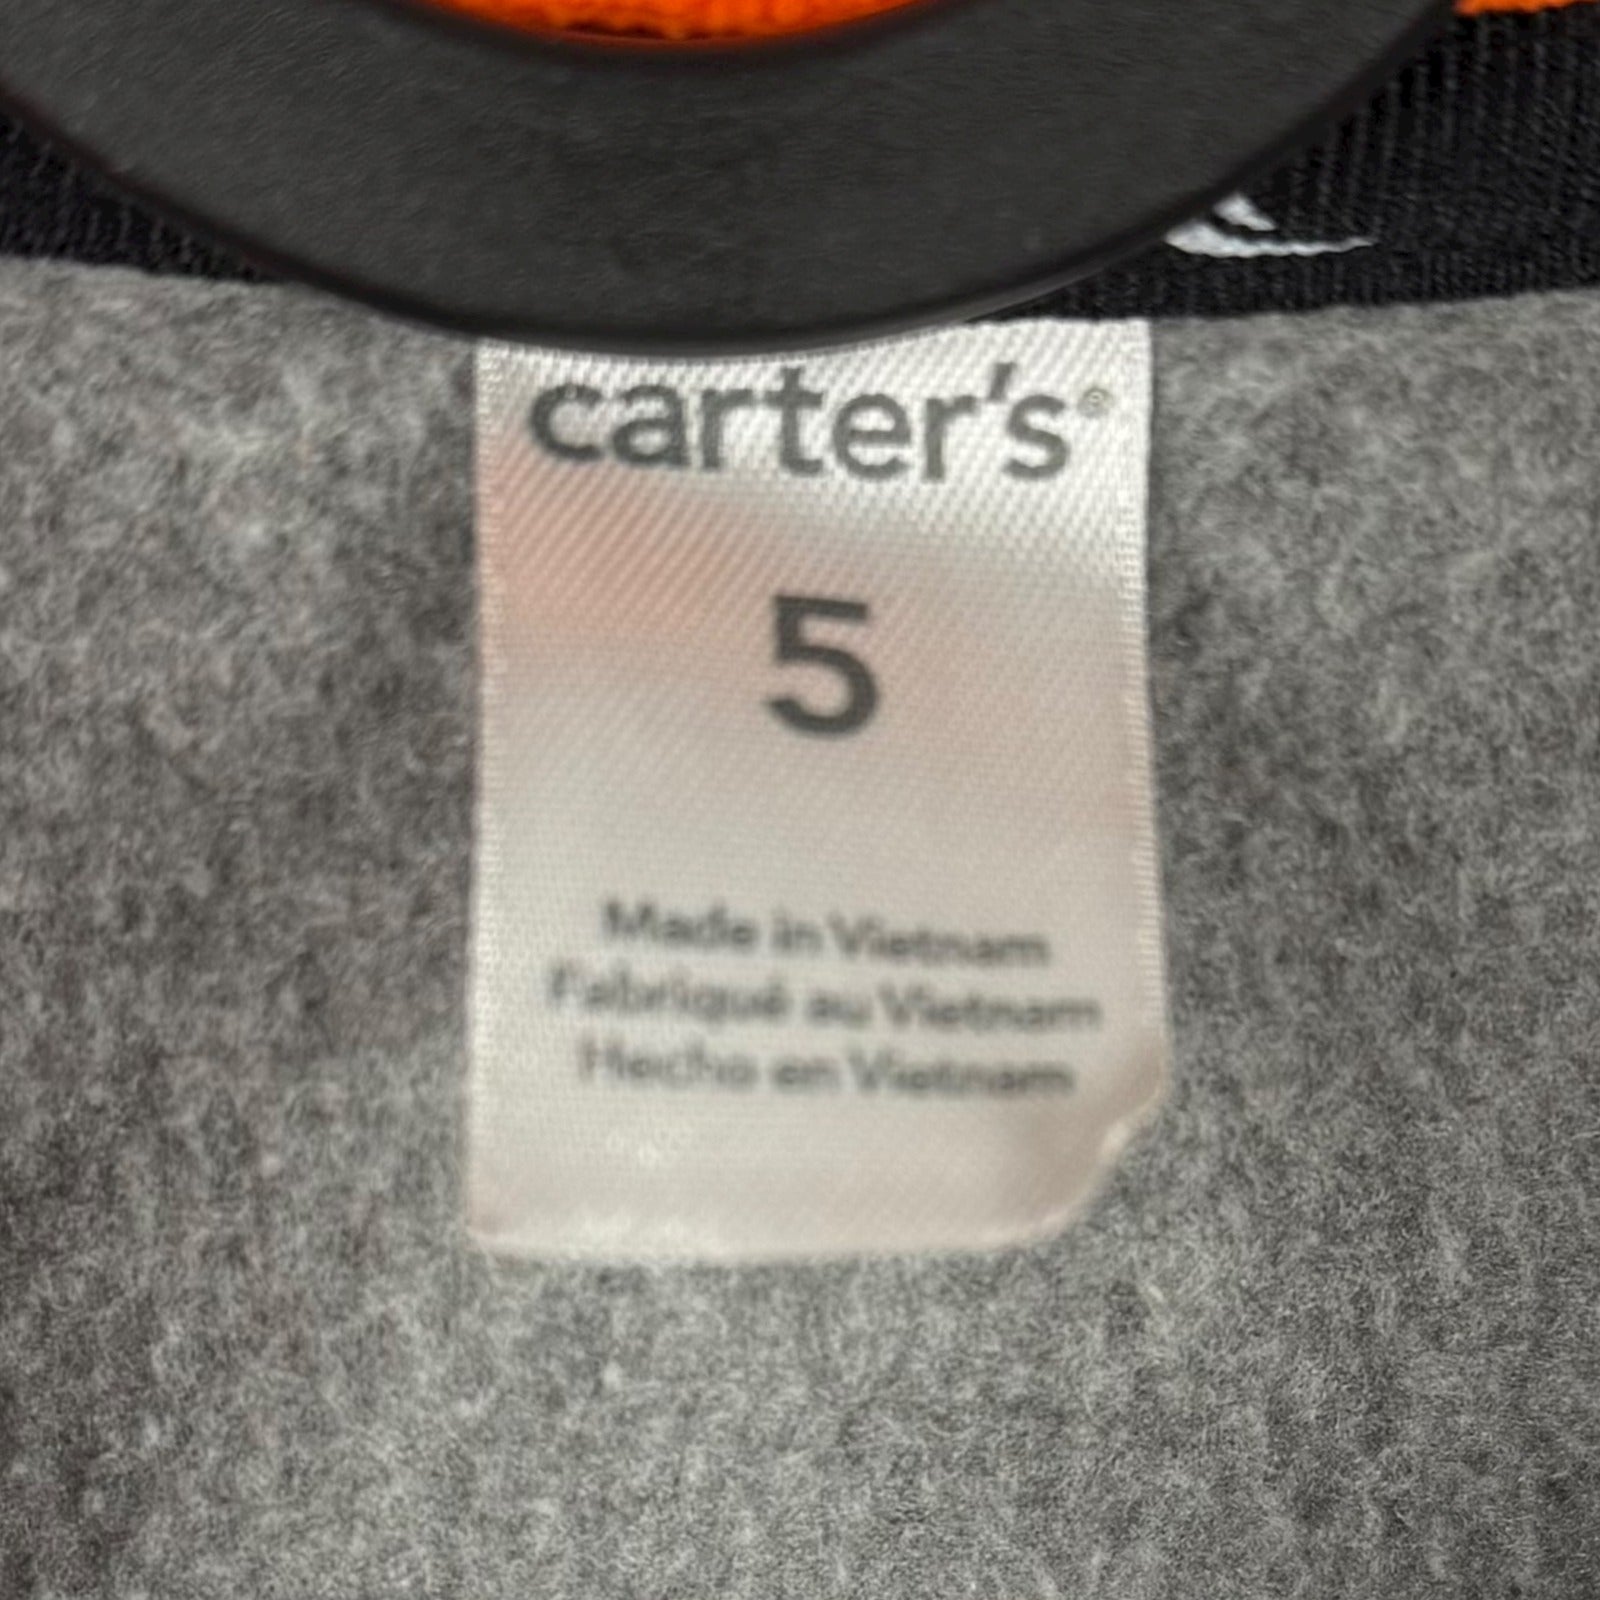 carter's®
5
Made in Vietnam
Fabriqué au Vietnam
Hecho en Vietnam